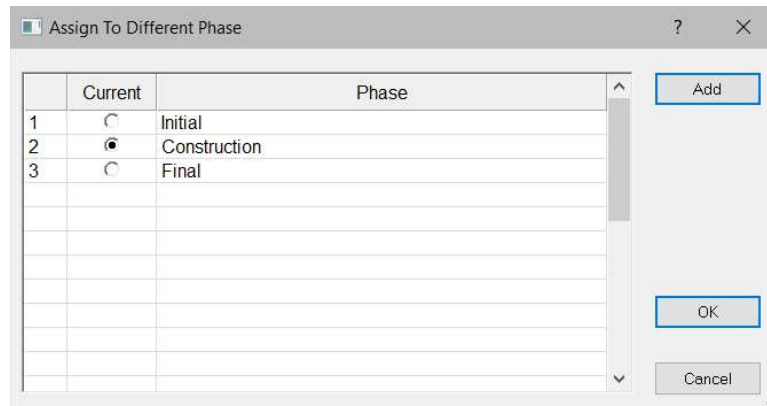 Assign To Different Phase ?
Current Phase Add
1 Initial
2 Construction
3 Final
OK
Cancel